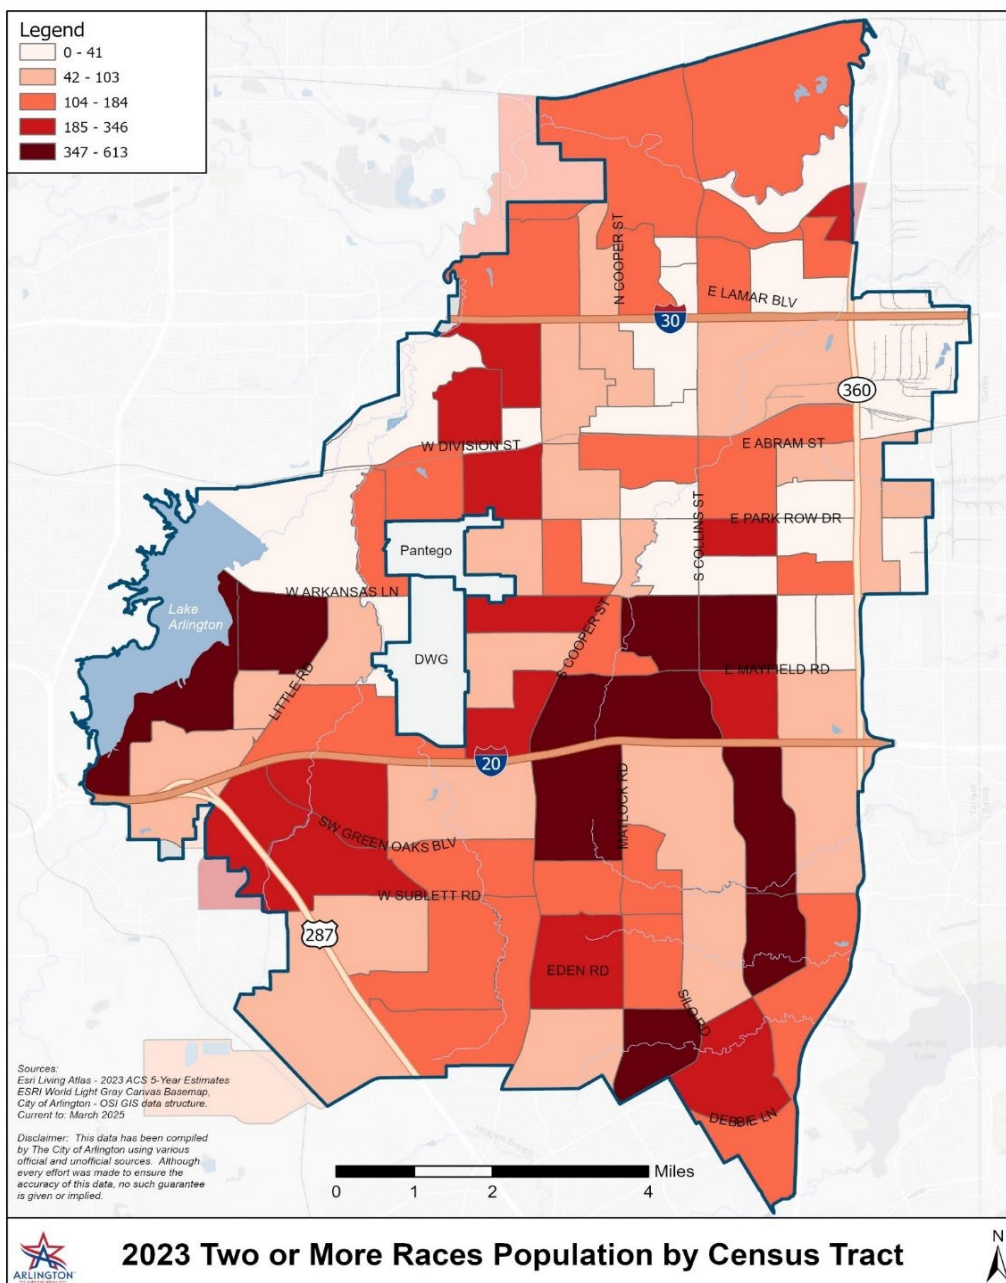 Legend
0 - 41
42 - 103
104 - 184
185 - 346
347 - 613
N COOPER ST
E LAMAR BLV
30
360
W DIVISION ST
E ABRAM ST
S COLLINS ST
E PARK ROW DR
Pantego
W ARKANSAS LN
Lake
Arlington
DWG
S COOPER ST
E MAYFIELD RD
LITTLE RD
20
MATLOCK RD
SW GREEN OAKS BLV
W SUBLETT RD
287
EDEN RD
SILO RD
DEBBIE LN
Sources:
Esri Living Atlas - 2023 ACS 5-Year Estimates
ESRI World Light Gray Canvas Basemap,
City of Arlington - OSI GIS data structure.
Current to: March 2025
Disclaimer: This data has been compiled
by The City of Arlington using various
official and unofficial sources. Although
every effort was made to ensure the
accuracy of this data, no such guarantee
is given or implied.
Miles
0 1 2 4
2023 Two or More Races Population by Census Tract
N
ARLINGTON